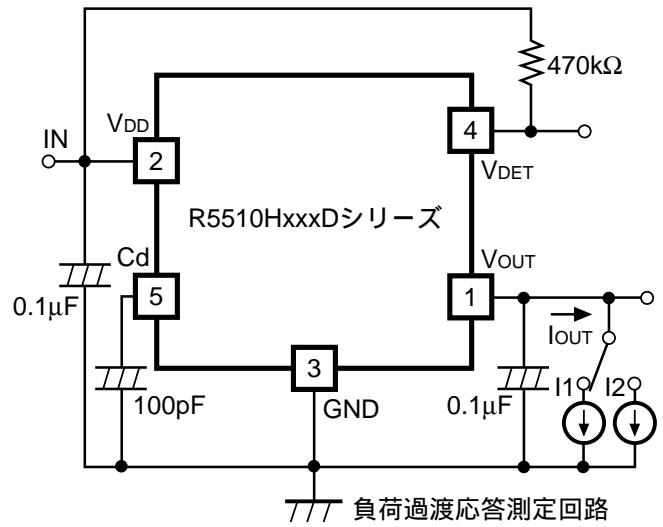 470kΩ
IN
VDD
2
4
VDET
R5510HxxxDシリーズ
Cd
5
VOUT
1
0.1μF
IOUT
100pF
3
GND
0.1μF
I1
I2
負荷過渡応答測定回路